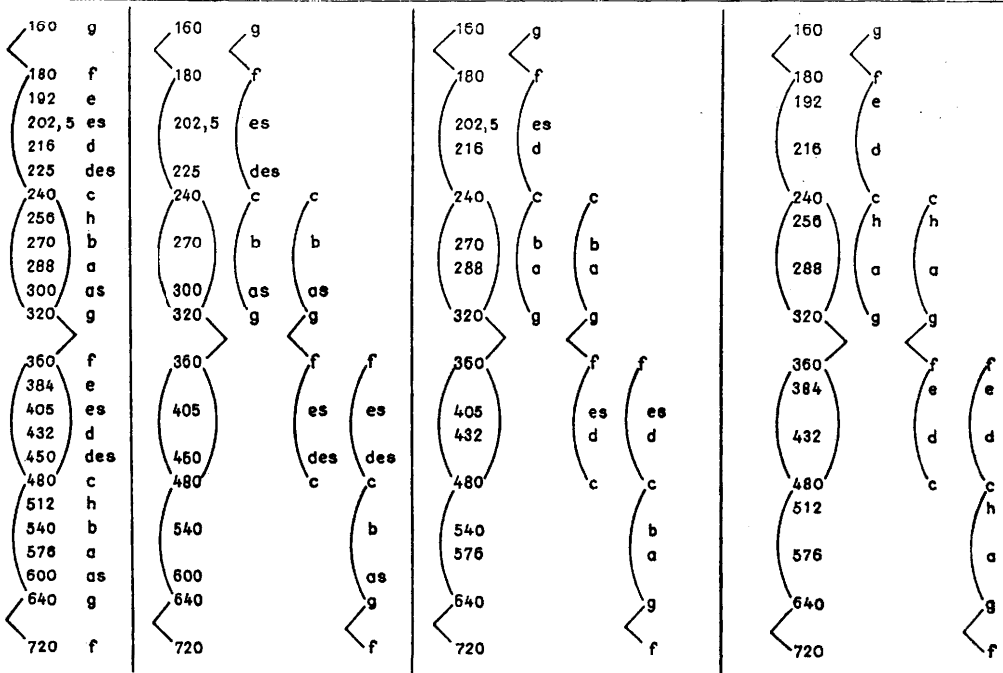 160 g 160 g 160 g 160 g
180 f 180 f 180 f 180 f
192 e 192 e
202,5 es 202,5 es 202,5 es
216 d 216 d 216 d
225 des 225 des
240 c 240 c c 240 c c 240 c c
256 h 256 h h
270 b 270 b b 270 b b
288 a 288 a a 288 a a
300 as 300 as as
320 g 320 g g 320 g g 320 g g
360 f 360 f f 360 f f 360 f f
384 e 384 e e
405 es 405 es es 405 es es
432 d 432 d d 432 d d
450 des 450 des des
480 c 480 c c 480 c c 480 c c
512 h 512 h
540 b 540 b 540 b
576 a 576 a 576 a
600 as 600 as
640 g 640 g 640 g 640 g
720 f 720 f 720 f 720 f